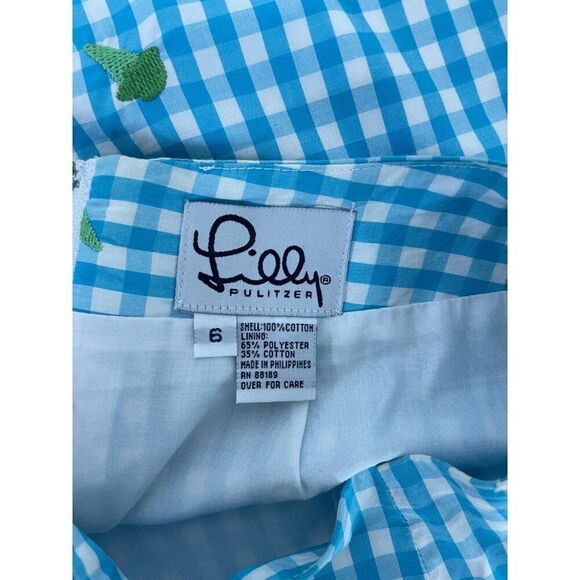 Lilly®
PULITZER
6
SHELL:100%COTTON
LINING:
65% POLYESTER
35% COTTON
MADE IN PHILIPPINES
RN 88189
OVER FOR CARE